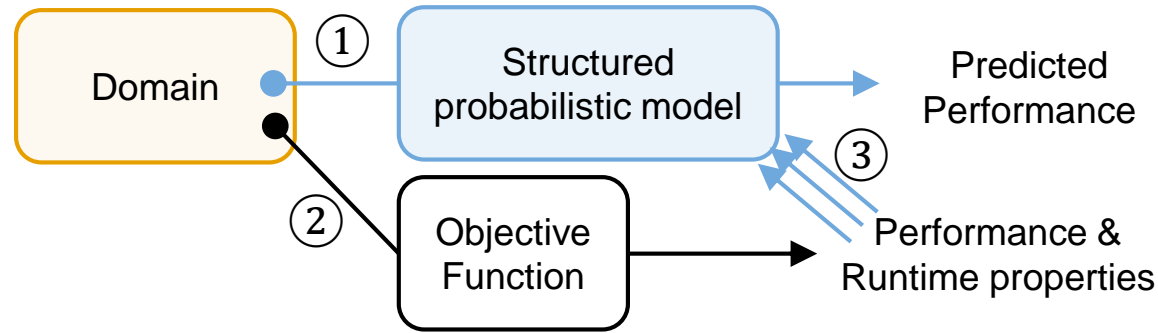 ①
Domain
Structured
probabilistic model
Predicted
Performance
③
②
Objective
Function
Performance &
Runtime properties